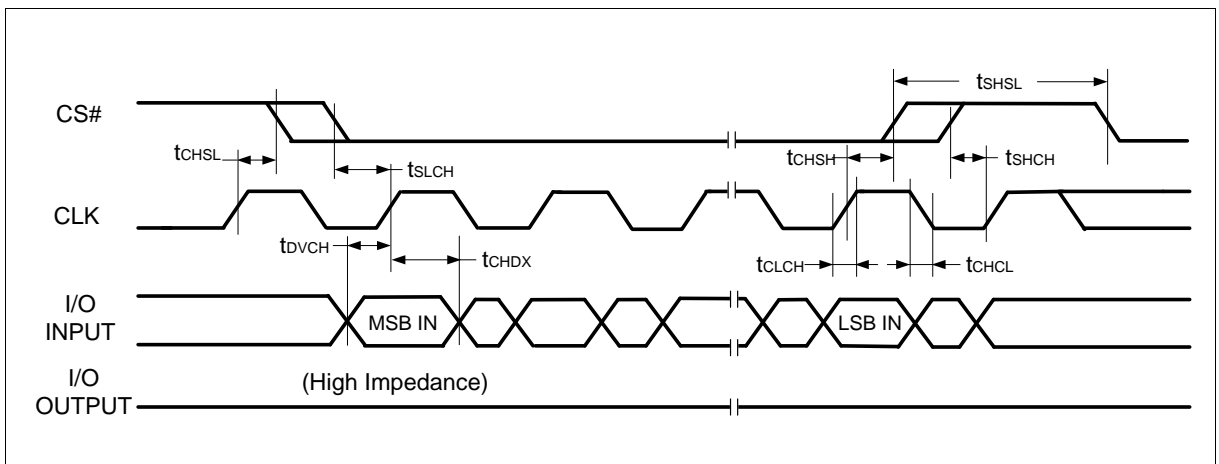 tSHSL
CS#
tCHSL
tSLCH
tCHSH
tSHCH
CLK
tDVCH
tCHDX
tCLCH
tCHCL
I/O
INPUT
MSB IN
LSB IN
I/O
OUTPUT
(High Impedance)